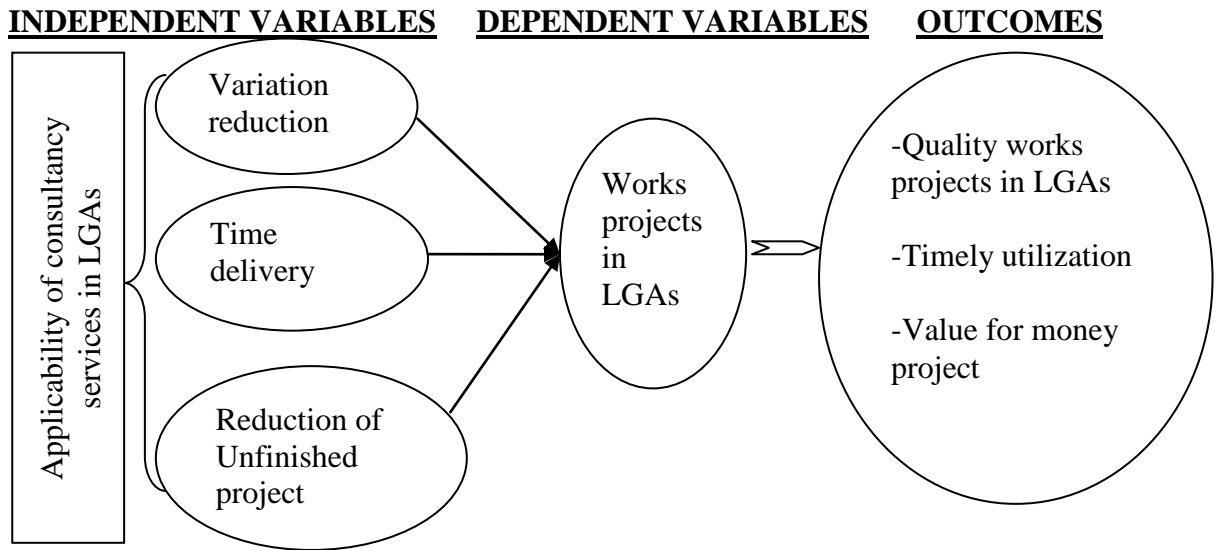 INDEPENDENT VARIABLES
DEPENDENT VARIABLES
OUTCOMES
Applicability of consultancy
services in LGAs
Variation
reduction
Time
delivery
Reduction of
Unfinished
project
Works
projects
in
LGAs
-Quality works
projects in LGAs
-Timely utilization
-Value for money
project